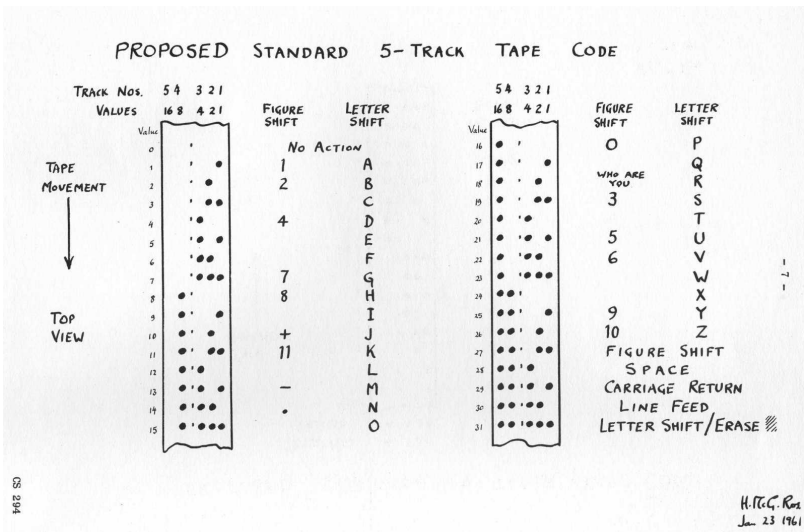 PROPOSED STANDARD 5-TRACK TAPE CODE
TRACK NOS. 5 4 3 2 1
VALUES 16 8 4 2 1
FIGURE SHIFT
LETTER SHIFT
Value
0 NO ACTION
1 1 A
2 2 B
3 C
4 4 D
5 E
6 F
7 7 G
8 8 H
9 I
10 + J
11 11 K
12 L
13 – M
14 . N
15 O
TAPE
MOVEMENT
TOP
VIEW
5 4 3 2 1
16 8 4 2 1
FIGURE SHIFT
LETTER SHIFT
Value
16 0 P
17 Q
18 WHO ARE YOU R
19 3 S
20 T
21 5 U
22 6 V
23 W
24 X
25 9 Y
26 10 Z
27 FIGURE SHIFT
28 SPACE
29 CARRIAGE RETURN
30 LINE FEED
31 LETTER SHIFT/ERASE
- 7 -
CS 294
H. McG. Ros
Jan 23 1961